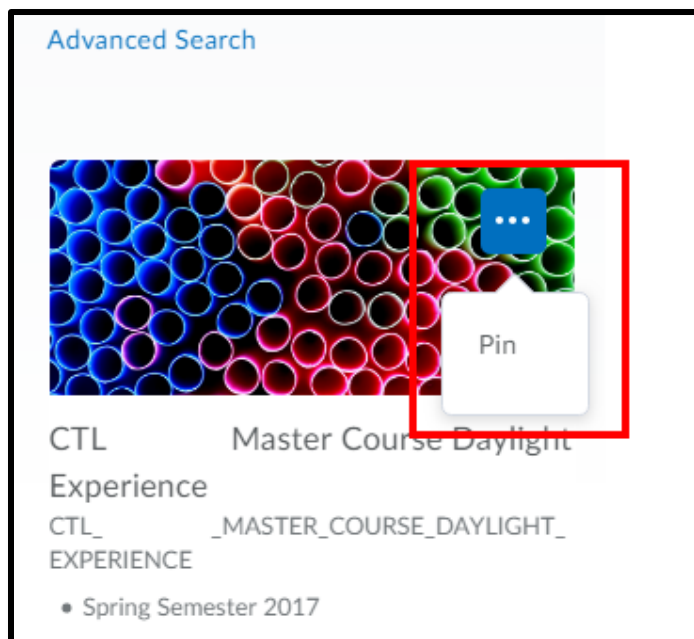 Advanced Search
Pin
CTL Master Course Daylight
Experience
CTL_ _MASTER_COURSE_DAYLIGHT_
EXPERIENCE
• Spring Semester 2017